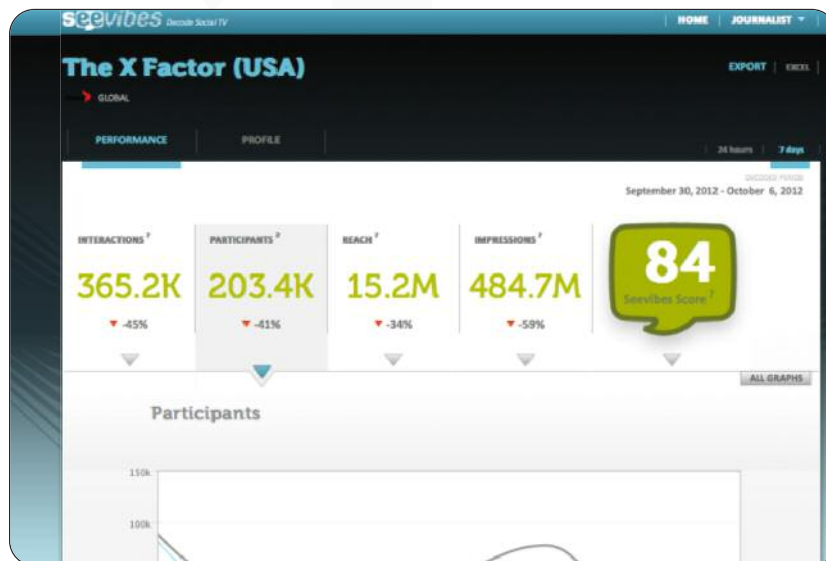 seevibes Decode Social TV
HOME | JOURNALIST
The X Factor (USA)
EXPORT | EXCEL |
GLOBAL
PERFORMANCE
PROFILE
24 hours | 7 days
DECODED PERIOD
September 30, 2012 - October 6, 2012
INTERACTIONS ?
PARTICIPANTS ?
REACH ?
IMPRESSIONS ?
365.2K
203.4K
15.2M
484.7M
84
Seevibes Score ?
-45%
-41%
-34%
-59%
ALL GRAPHS
Participants
150k
100k